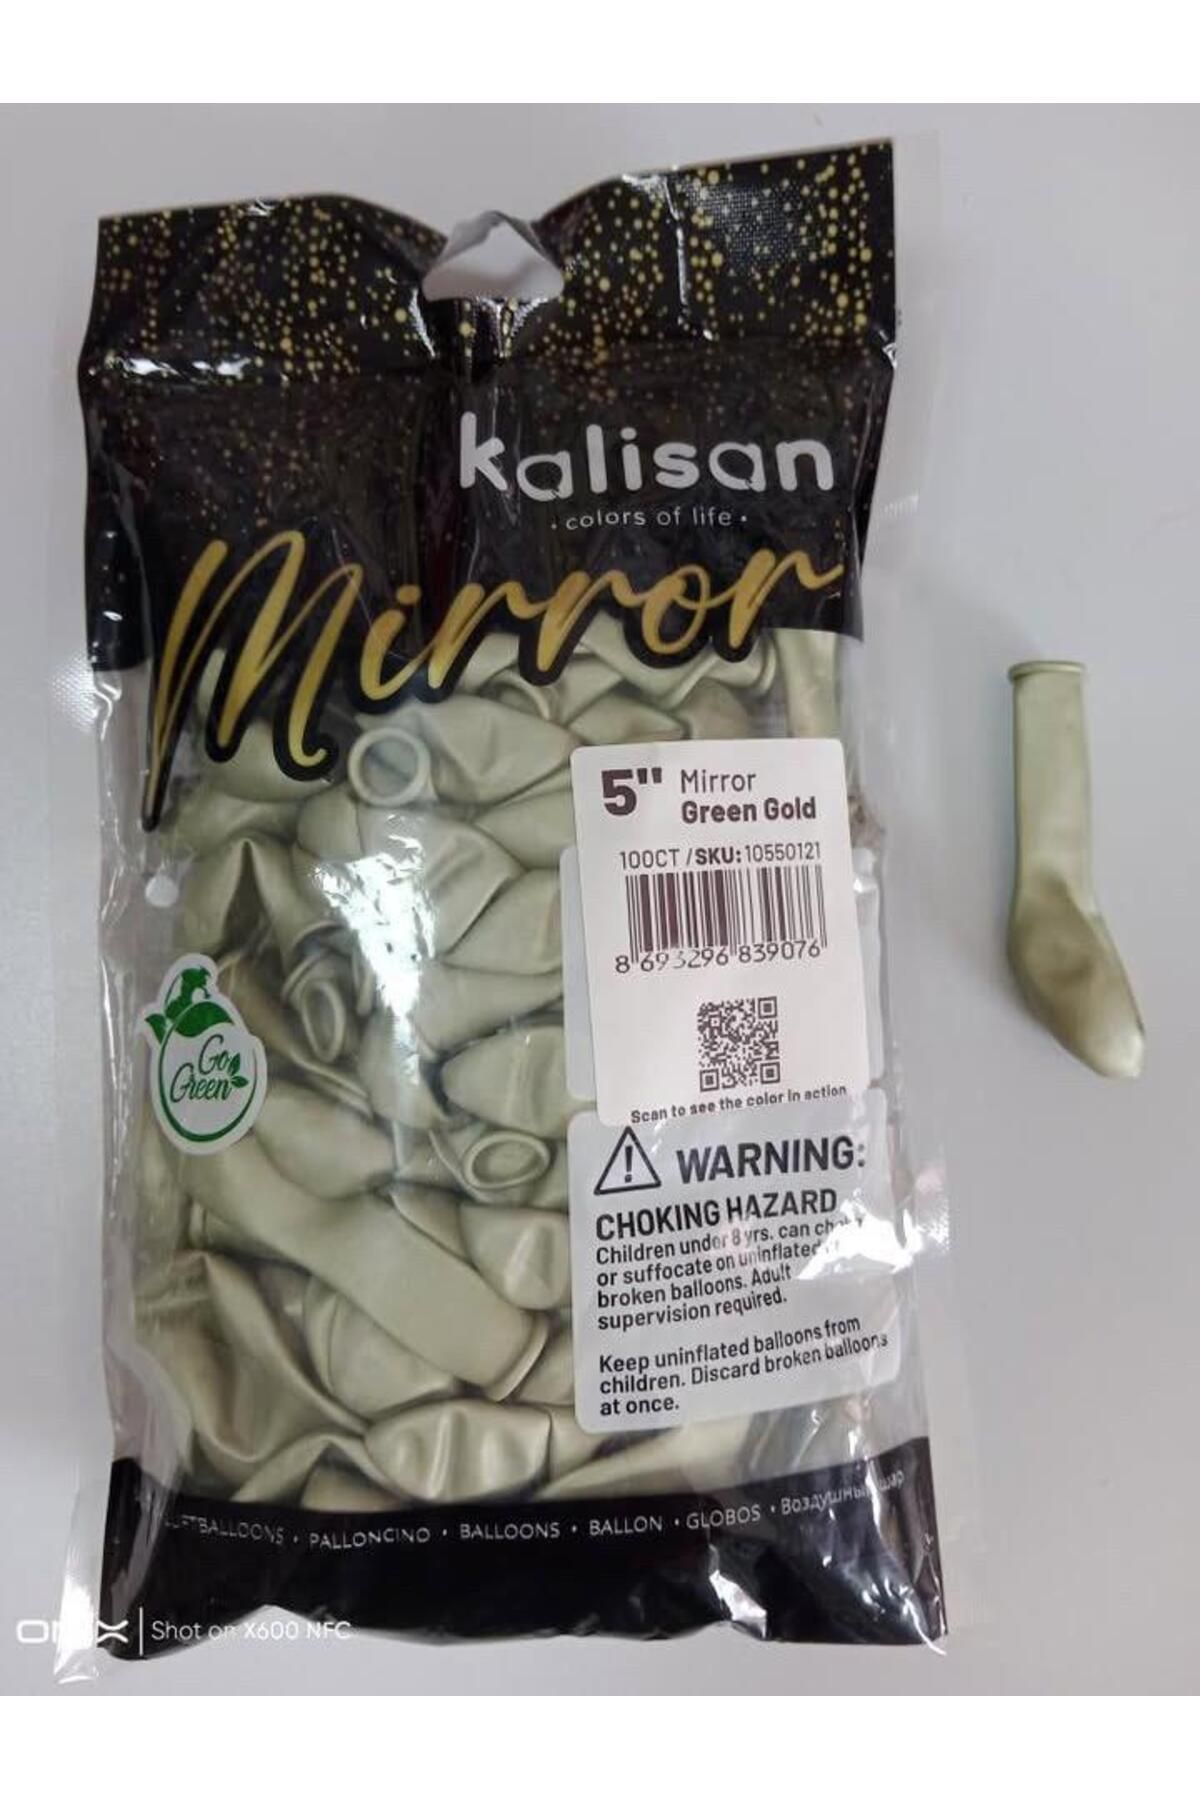 kalisan
• colors of life •
Mirror
5" Mirror
Green Gold
100CT / SKU: 10550121
8 693296 839076
Go
Green
Scan to see the color in action
WARNING:
CHOKING HAZARD
Children under 8 yrs. can
or suffocate on uninflated
broken balloons. Adult
supervision required.
Keep uninflated balloons from
children. Discard broken balloons
at once.
• PALLONCINO • BALLOONS • BALLON • GLOBOS • Воздушный шар
Shot on X600 NFC